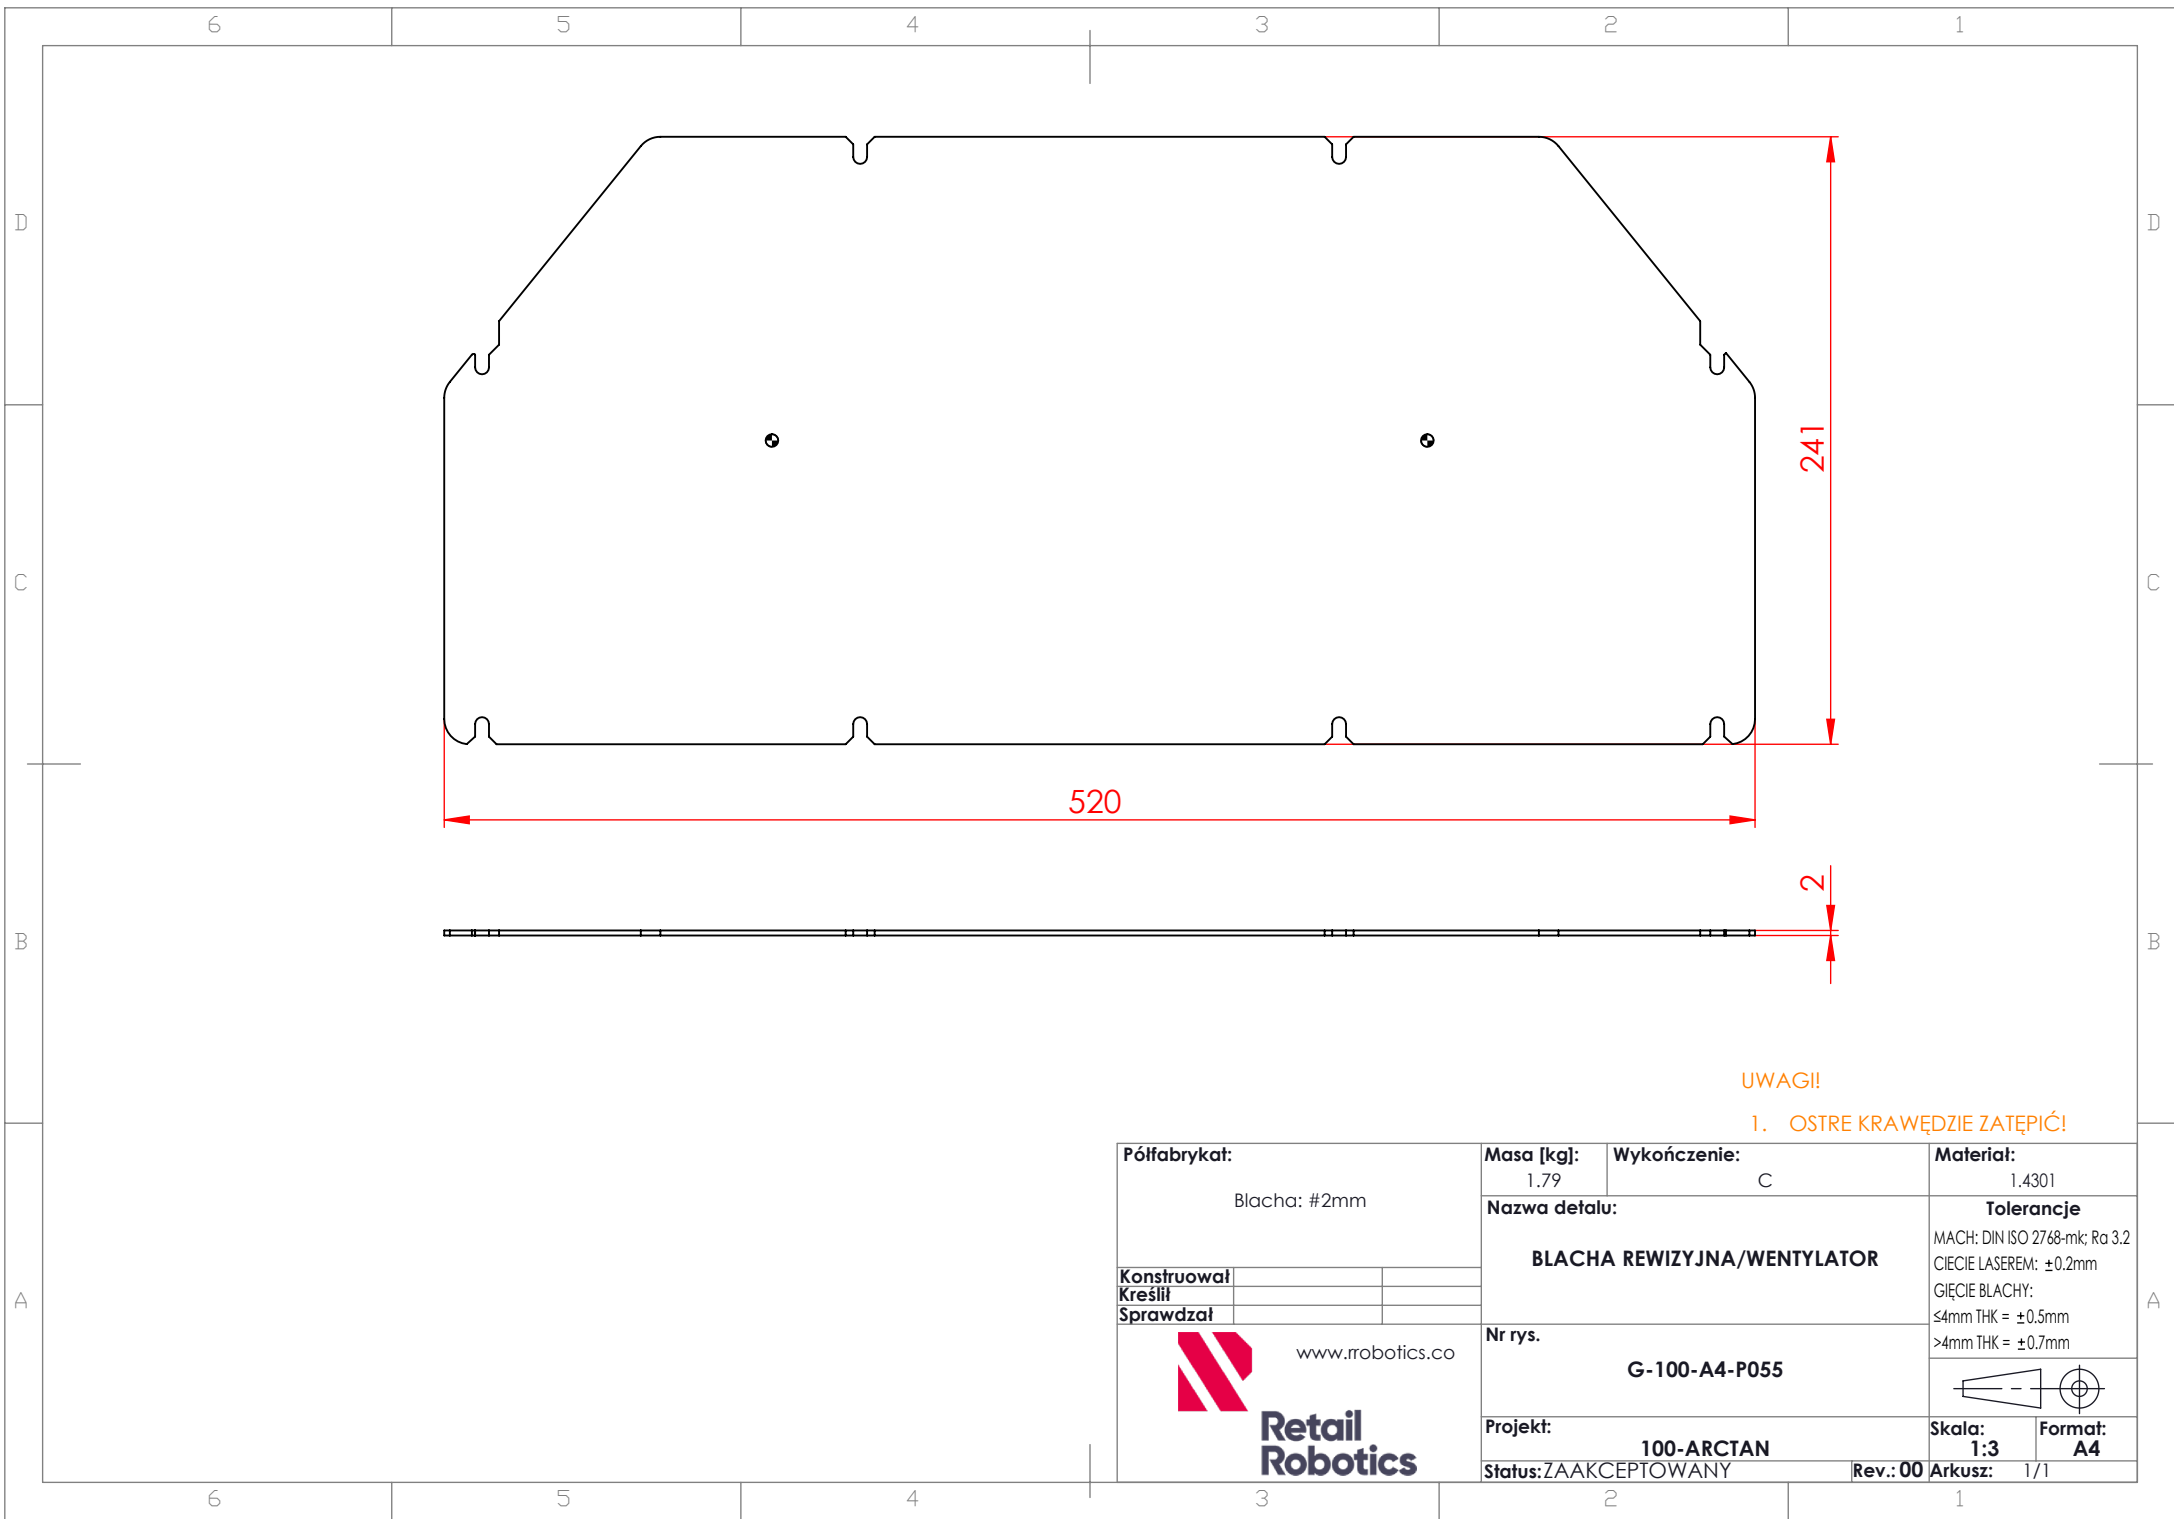 6 5 4 3 2 1
D D
241
C C
520
2
B B
UWAGI!
1. OSTRE KRAWĘDZIE ZATĘPIĆ!
Półfabrykat:
Blacha: #2mm
Masa [kg]:
1.79
Wykończenie:
C
Materiał:
1.4301
Nazwa detalu:
BLACHA REWIZYJNA/WENTYLATOR
Tolerancje
MACH: DIN ISO 2768-mk; Ra 3.2
CIECIE LASEREM: ±0.2mm
GIĘCIE BLACHY:
≤4mm THK = ±0.5mm
>4mm THK = ±0.7mm
Konstruował
Kreślił
Sprawdzał
A A
www.rrobotics.co
Retail
Robotics
Nr rys.
G-100-A4-P055
Projekt:
100-ARCTAN
Skala:
1:3
Format:
A4
Status: ZAAKCEPTOWANY
Rev.: 00
Arkusz: 1/1
6 5 4 3 2 1